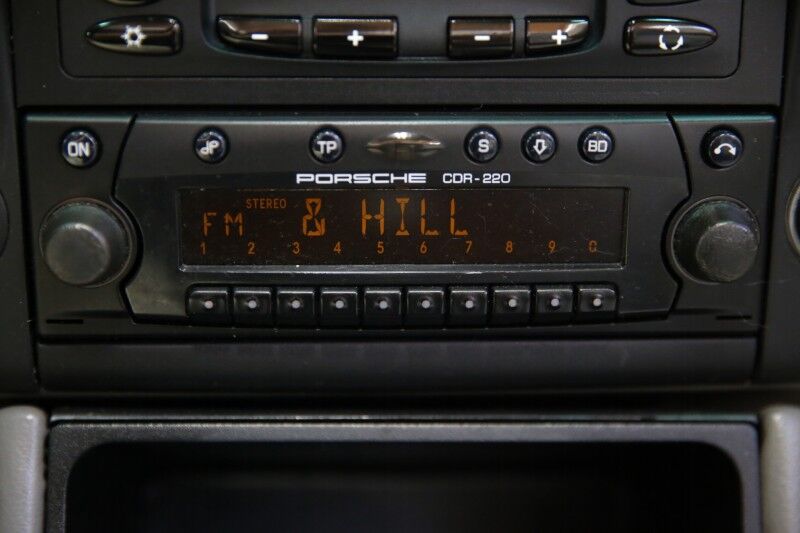 - + - +
ON TP S BD
PORSCHE CDR-220
STEREO
FM & HILL
1 2 3 4 5 6 7 8 9 0